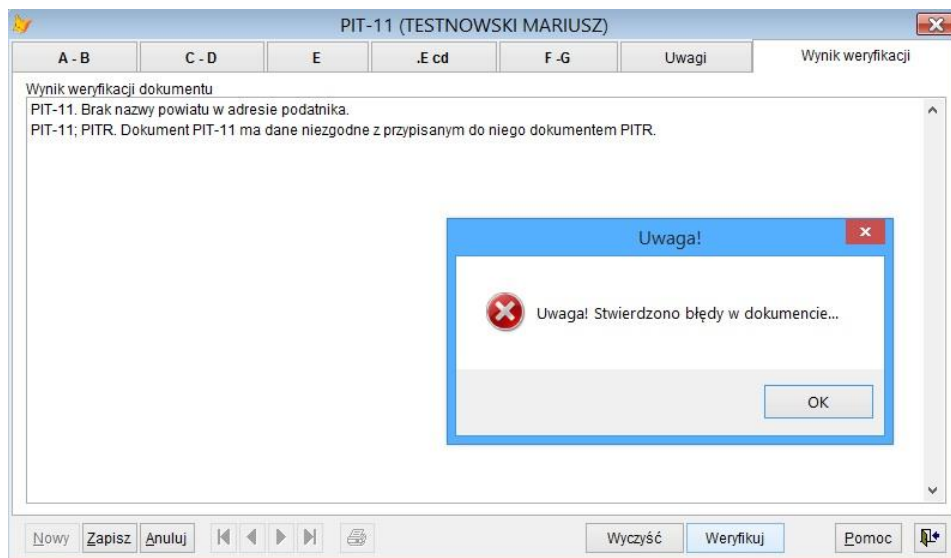 PIT-11 (TESTNOWSKI MARIUSZ)
A - B
C - D
E
.E cd
F -G
Uwagi
Wynik weryfikacji
Wynik weryfikacji dokumentu
PIT-11. Brak nazwy powiatu w adresie podatnika.
PIT-11; PITR. Dokument PIT-11 ma dane niezgodne z przypisanym do niego dokumentem PITR.
Uwaga!
Uwaga! Stwierdzono błędy w dokumencie...
OK
Nowy
Zapisz
Anuluj
Wyczyść
Weryfikuj
Pomoc